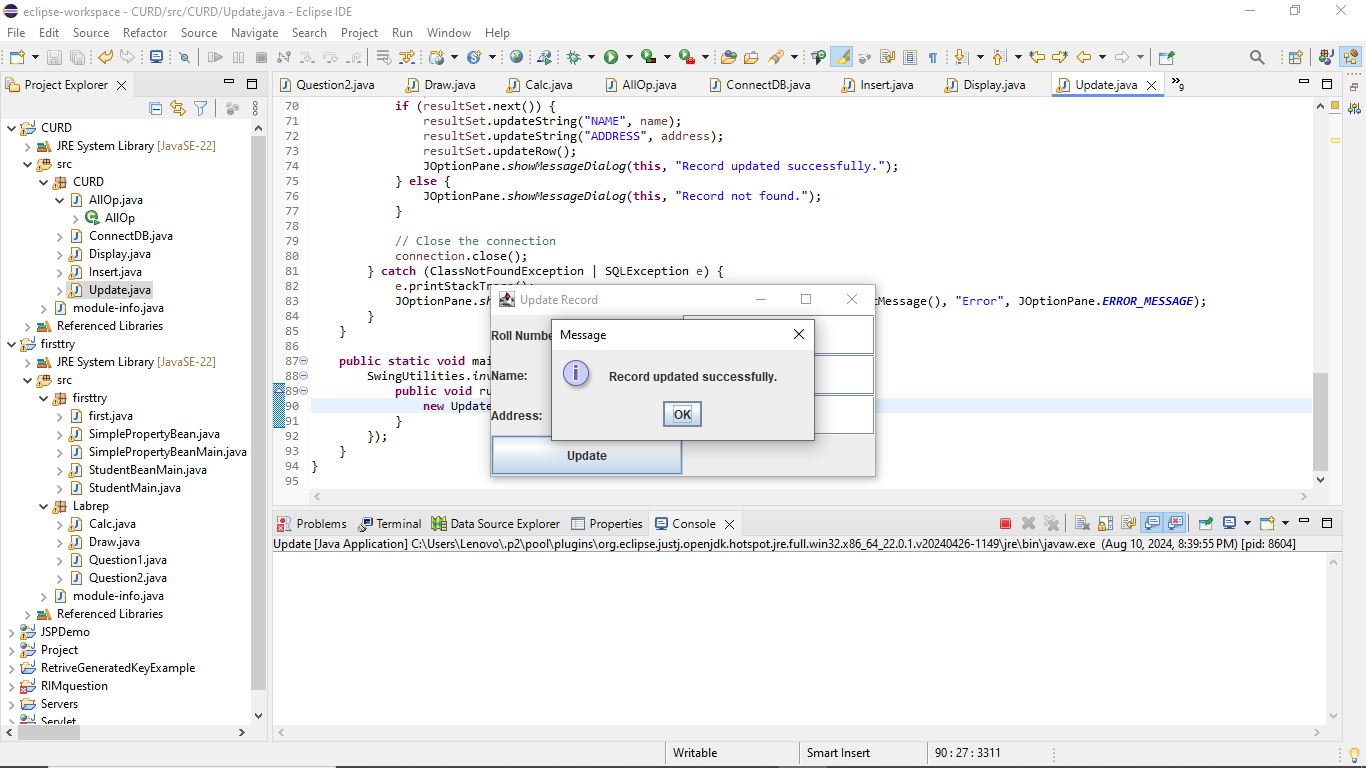 eclipse-workspace - CURD/src/CURD/Update.java - Eclipse IDE
File Edit Source Refactor Source Navigate Search Project Run Window Help
Project Explorer
CURD
JRE System Library [JavaSE-22]
src
CURD
AllOp.java
AllOp
ConnectDB.java
Display.java
Insert.java
Update.java
module-info.java
Referenced Libraries
firsttry
JRE System Library [JavaSE-22]
src
firsttry
first.java
SimplePropertyBean.java
SimplePropertyBeanMain.java
StudentBeanMain.java
StudentMain.java
Labrep
Calc.java
Draw.java
Question1.java
Question2.java
module-info.java
Referenced Libraries
JSPDemo
Project
RetriveGeneratedKeyExample
RIMquestion
Servers
Servlet
Question2.java Draw.java Calc.java AllOp.java ConnectDB.java Insert.java Display.java Update.java »9
70 if (resultSet.next()) {
71 resultSet.updateString("NAME", name);
72 resultSet.updateString("ADDRESS", address);
73 resultSet.updateRow();
74 JOptionPane.showMessageDialog(this, "Record updated successfully.");
75 } else {
76 JOptionPane.showMessageDialog(this, "Record not found.");
77 }
78
79 // Close the connection
80 connection.close();
81 } catch (ClassNotFoundException | SQLException e) {
82 e.printStackTrace();
83 JOptionPane.sh Message(), "Error", JOptionPane.ERROR_MESSAGE);
84 }
85 }
86
87 public static void mai
88 SwingUtilities.inv
89 public void ru
90 new Update
91 }
92 });
93 }
94 }
95
Update Record
Roll Numbe
Name:
Address:
Update
Message
Record updated successfully.
OK
Problems Terminal Data Source Explorer Properties Console
Update [Java Application] C:\Users\Lenovo\.p2\pool\plugins\org.eclipse.justj.openjdk.hotspot.jre.full.win32.x86_64_22.0.1.v20240426-1149\jre\bin\javaw.exe (Aug 10, 2024, 8:39:55 PM) [pid: 8604]
Writable Smart Insert 90 : 27 : 3311